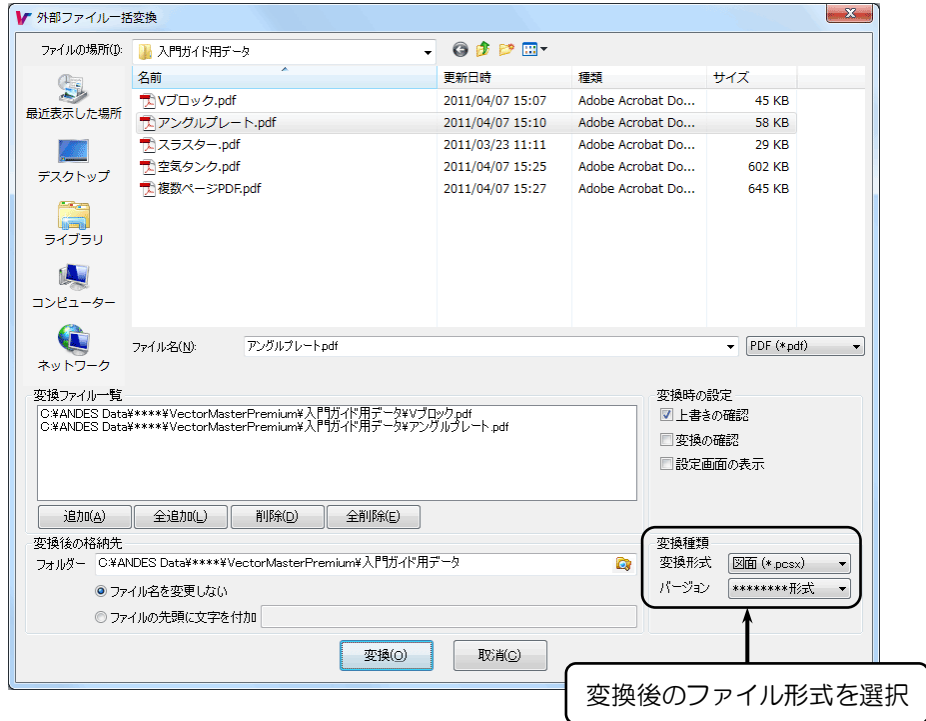 外部ファイル一括変換
ファイルの場所(I):
入門ガイド用データ
名前 更新日時 種類 サイズ
Vブロック.pdf 2011/04/07 15:07 Adobe Acrobat Do... 45 KB
アングルプレート.pdf 2011/04/07 15:10 Adobe Acrobat Do... 58 KB
スラスター.pdf 2011/03/23 11:11 Adobe Acrobat Do... 29 KB
空気タンク.pdf 2011/04/07 15:25 Adobe Acrobat Do... 602 KB
複数ページPDF.pdf 2011/04/07 15:27 Adobe Acrobat Do... 645 KB
最近表示した場所
デスクトップ
ライブラリ
コンピューター
ネットワーク
ファイル名(N): アングルプレート.pdf PDF (*.pdf)
変換ファイル一覧
C:¥ANDES Data¥****¥VectorMasterPremium¥入門ガイド用データ¥Vブロック.pdf
C:¥ANDES Data¥****¥VectorMasterPremium¥入門ガイド用データ¥アングルプレート.pdf
追加(A) 全追加(L) 削除(D) 全削除(E)
変換時の設定
上書きの確認
変換の確認
設定画面の表示
変換後の格納先
フォルダー C:¥ANDES Data¥****¥VectorMasterPremium¥入門ガイド用データ
ファイル名を変更しない
ファイルの先頭に文字を付加
変換種類
変換形式 図面 (*.pcsx)
バージョン ********形式
変換(O) 取消(C)
変換後のファイル形式を選択